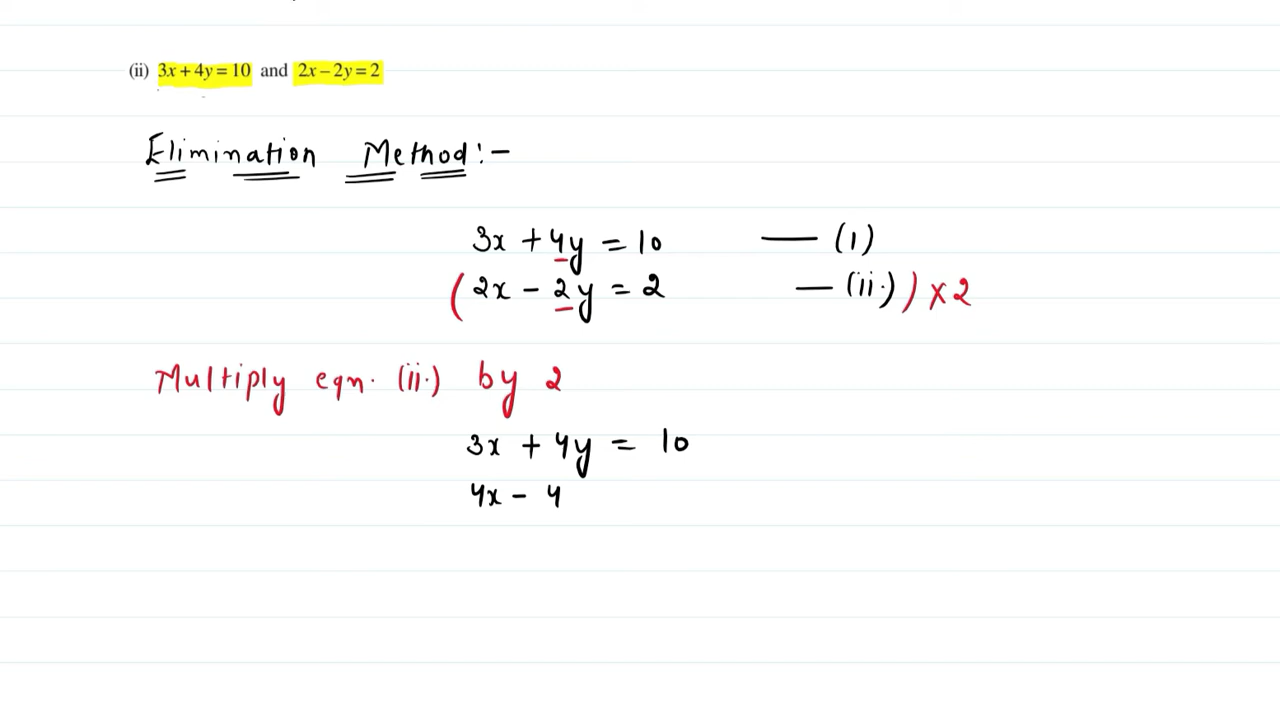 (ii) 3x + 4y = 10 and 2x – 2y = 2
Elimination Method :-
3x + 4y = 10 — (1)
(2x - 2y = 2 — (ii.)) × 2
Multiply eqn. (ii.) by 2
3x + 4y = 10
4x - 4